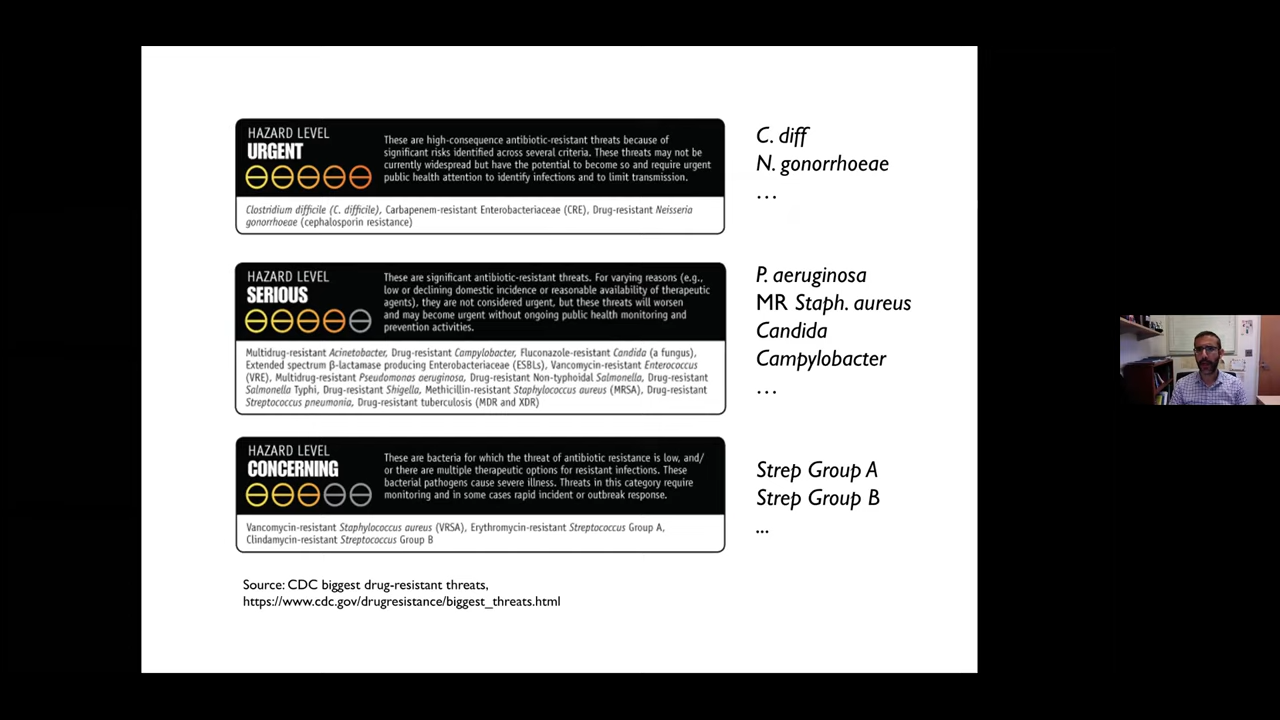 HAZARD LEVEL
URGENT
These are high-consequence antibiotic-resistant threats because of
significant risks identified across several criteria. These threats may not be
currently widespread but have the potential to become so and require urgent
public health attention to identify infections and to limit transmission.
Clostridium difficile (C. difficile), Carbapenem-resistant Enterobacteriaceae (CRE), Drug-resistant Neisseria
gonorrhoeae (cephalosporin resistance)
C. diff
N. gonorrhoeae
…
HAZARD LEVEL
SERIOUS
These are significant antibiotic-resistant threats. For varying reasons (e.g.,
low or declining domestic incidence or reasonable availability of therapeutic
agents), they are not considered urgent, but these threats will worsen
and may become urgent without ongoing public health monitoring and
prevention activities.
Multidrug-resistant Acinetobacter, Drug-resistant Campylobacter, Fluconazole-resistant Candida (a fungus),
Extended spectrum β-lactamase producing Enterobacteriaceae (ESBLs), Vancomycin-resistant Enterococcus
(VRE), Multidrug-resistant Pseudomonas aeruginosa, Drug-resistant Non-typhoidal Salmonella, Drug-resistant
Salmonella Typhi, Drug-resistant Shigella, Methicillin-resistant Staphylococcus aureus (MRSA), Drug-resistant
Streptococcus pneumonia, Drug-resistant tuberculosis (MDR and XDR)
P. aeruginosa
MR Staph. aureus
Candida
Campylobacter
…
HAZARD LEVEL
CONCERNING
These are bacteria for which the threat of antibiotic resistance is low, and/
or there are multiple therapeutic options for resistant infections. These
bacterial pathogens cause severe illness. Threats in this category require
monitoring and in some cases rapid incident or outbreak response.
Vancomycin-resistant Staphylococcus aureus (VRSA), Erythromycin-resistant Streptococcus Group A,
Clindamycin-resistant Streptococcus Group B
Strep Group A
Strep Group B
...
Source: CDC biggest drug-resistant threats,
https://www.cdc.gov/drugresistance/biggest_threats.html